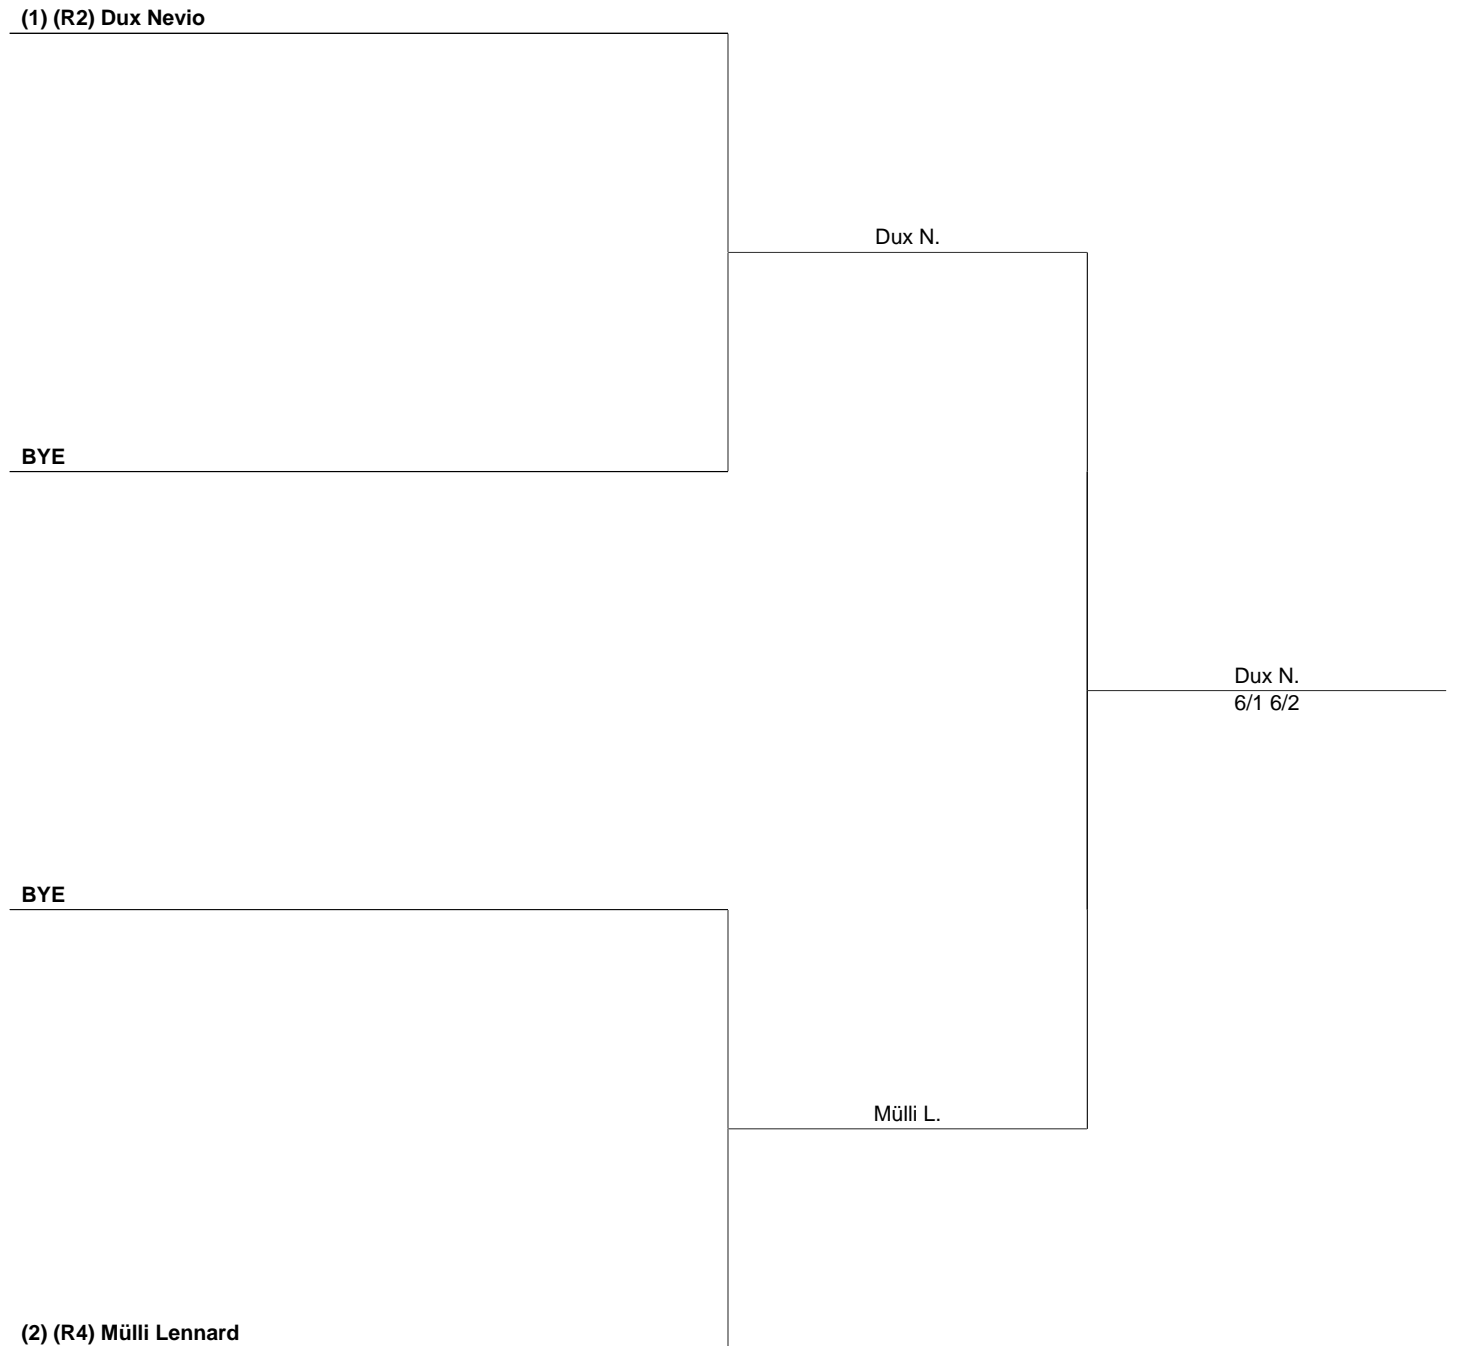 (1) (R2) Dux Nevio
Dux N.
BYE
Dux N.
6/1 6/2
BYE
Mülli L.
(2) (R4) Mülli Lennard